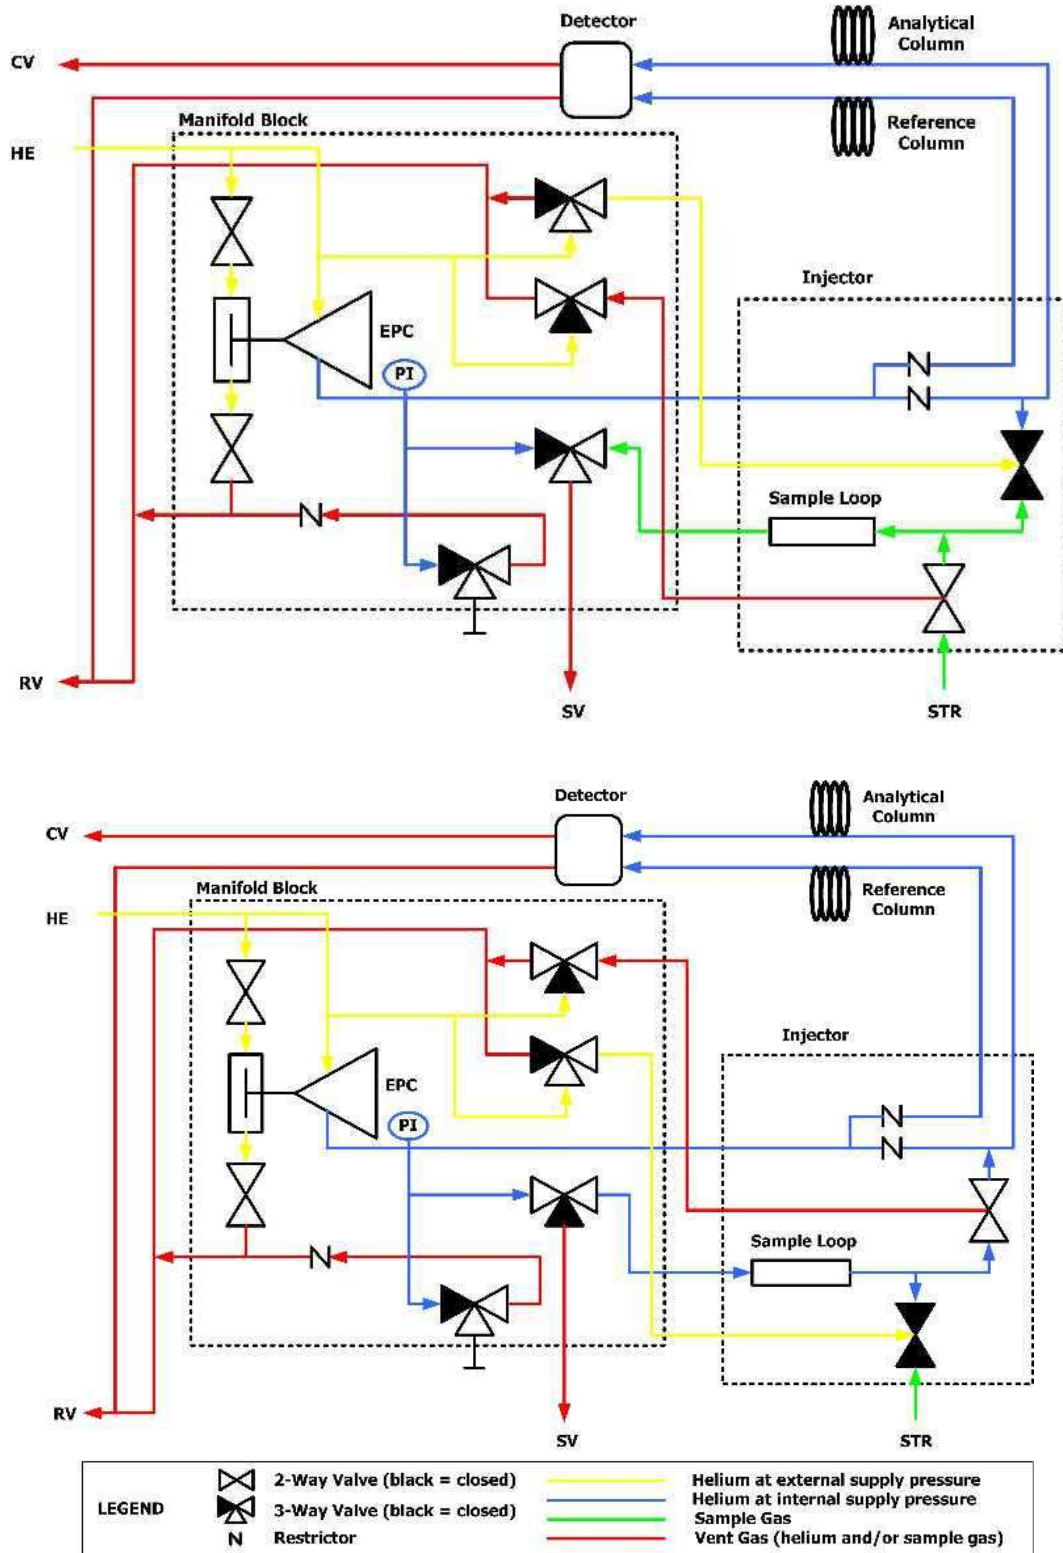 Detector
Analytical
Column
CV
Manifold Block
Reference
Column
HE
Injector
EPC
PI
Sample Loop
RV
SV
STR
Detector
Analytical
Column
CV
Manifold Block
Reference
Column
HE
Injector
EPC
PI
Sample Loop
RV
SV
STR
LEGEND
2-Way Valve (black = closed)
3-Way Valve (black = closed)
Restrictor
Helium at external supply pressure
Helium at internal supply pressure
Sample Gas
Vent Gas (helium and/or sample gas)